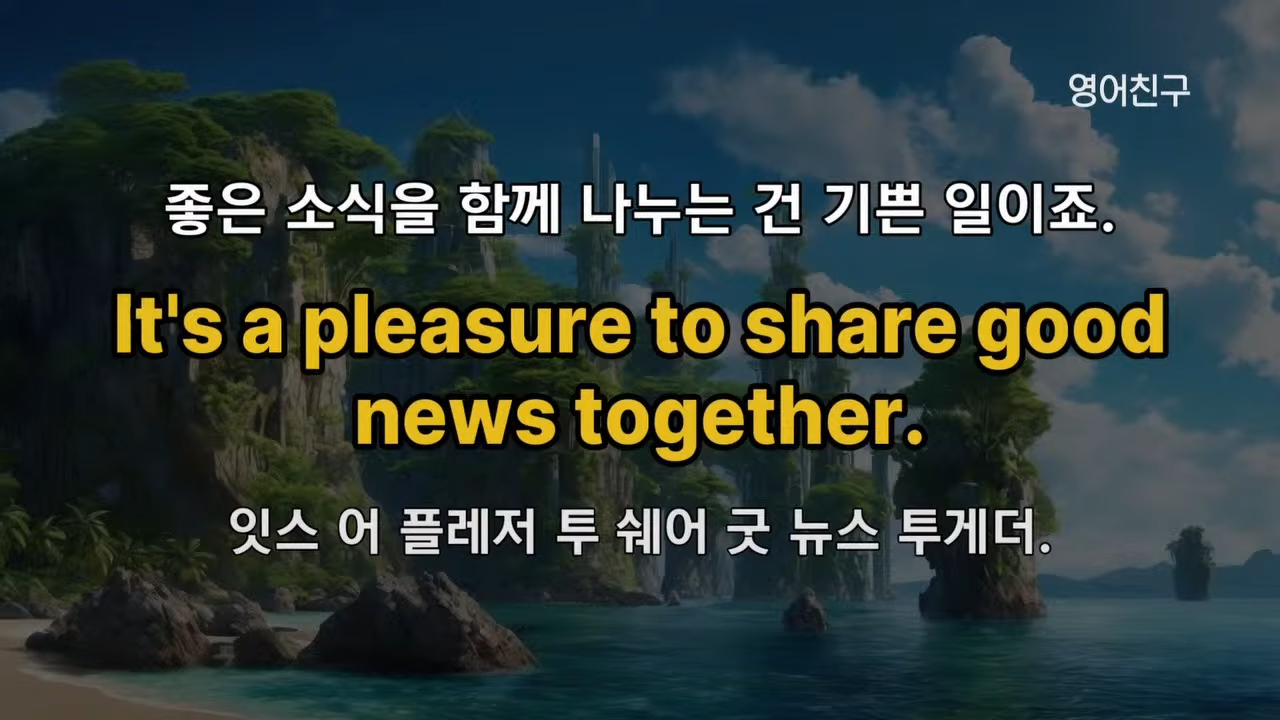 영어친구
좋은 소식을 함께 나누는 건 기쁜 일이죠.
It's a pleasure to share good
news together.
잇스 어 플레저 투 쉐어 굿 뉴스 투게더.